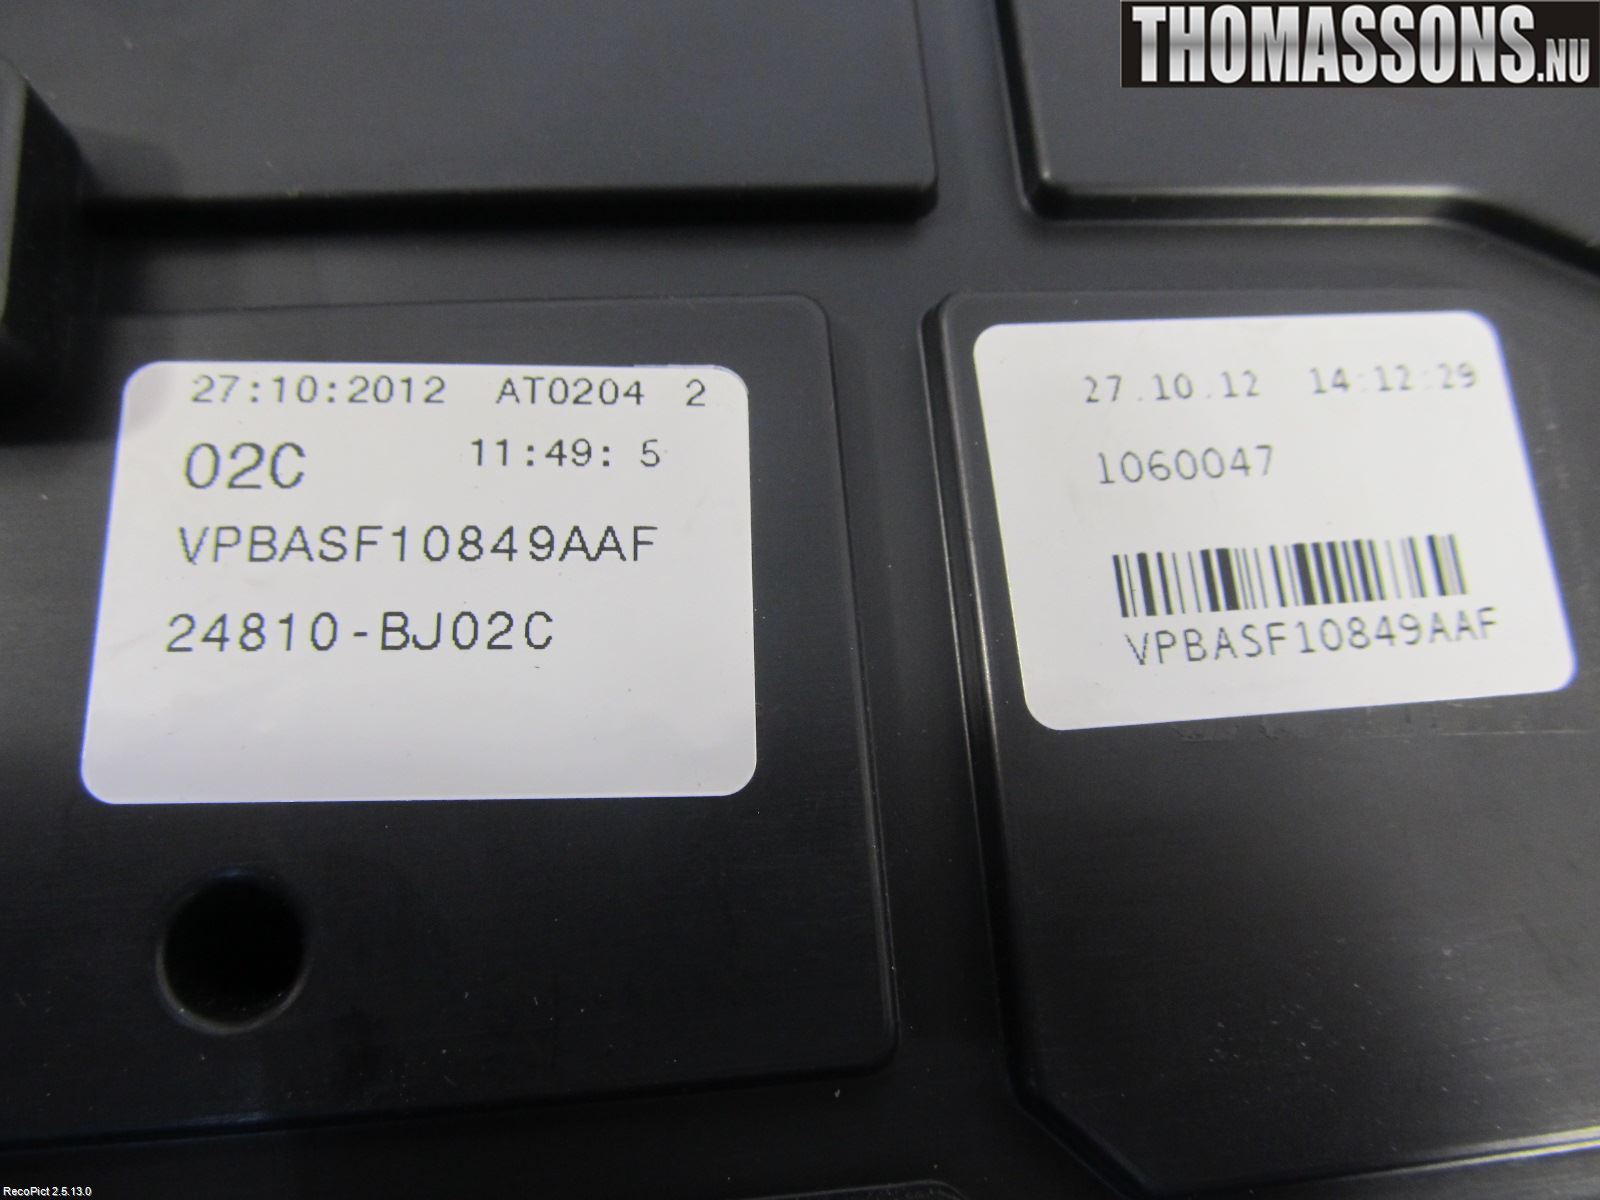 THOMASSONS.NU
27:10:2012 AT0204 2
02C 11:49: 5
VPBASF10849AAF
24810-BJ02C
27.10.12 14:12:29
1060047
VPBASF10849AAF
RecoPict 2.5.13.0